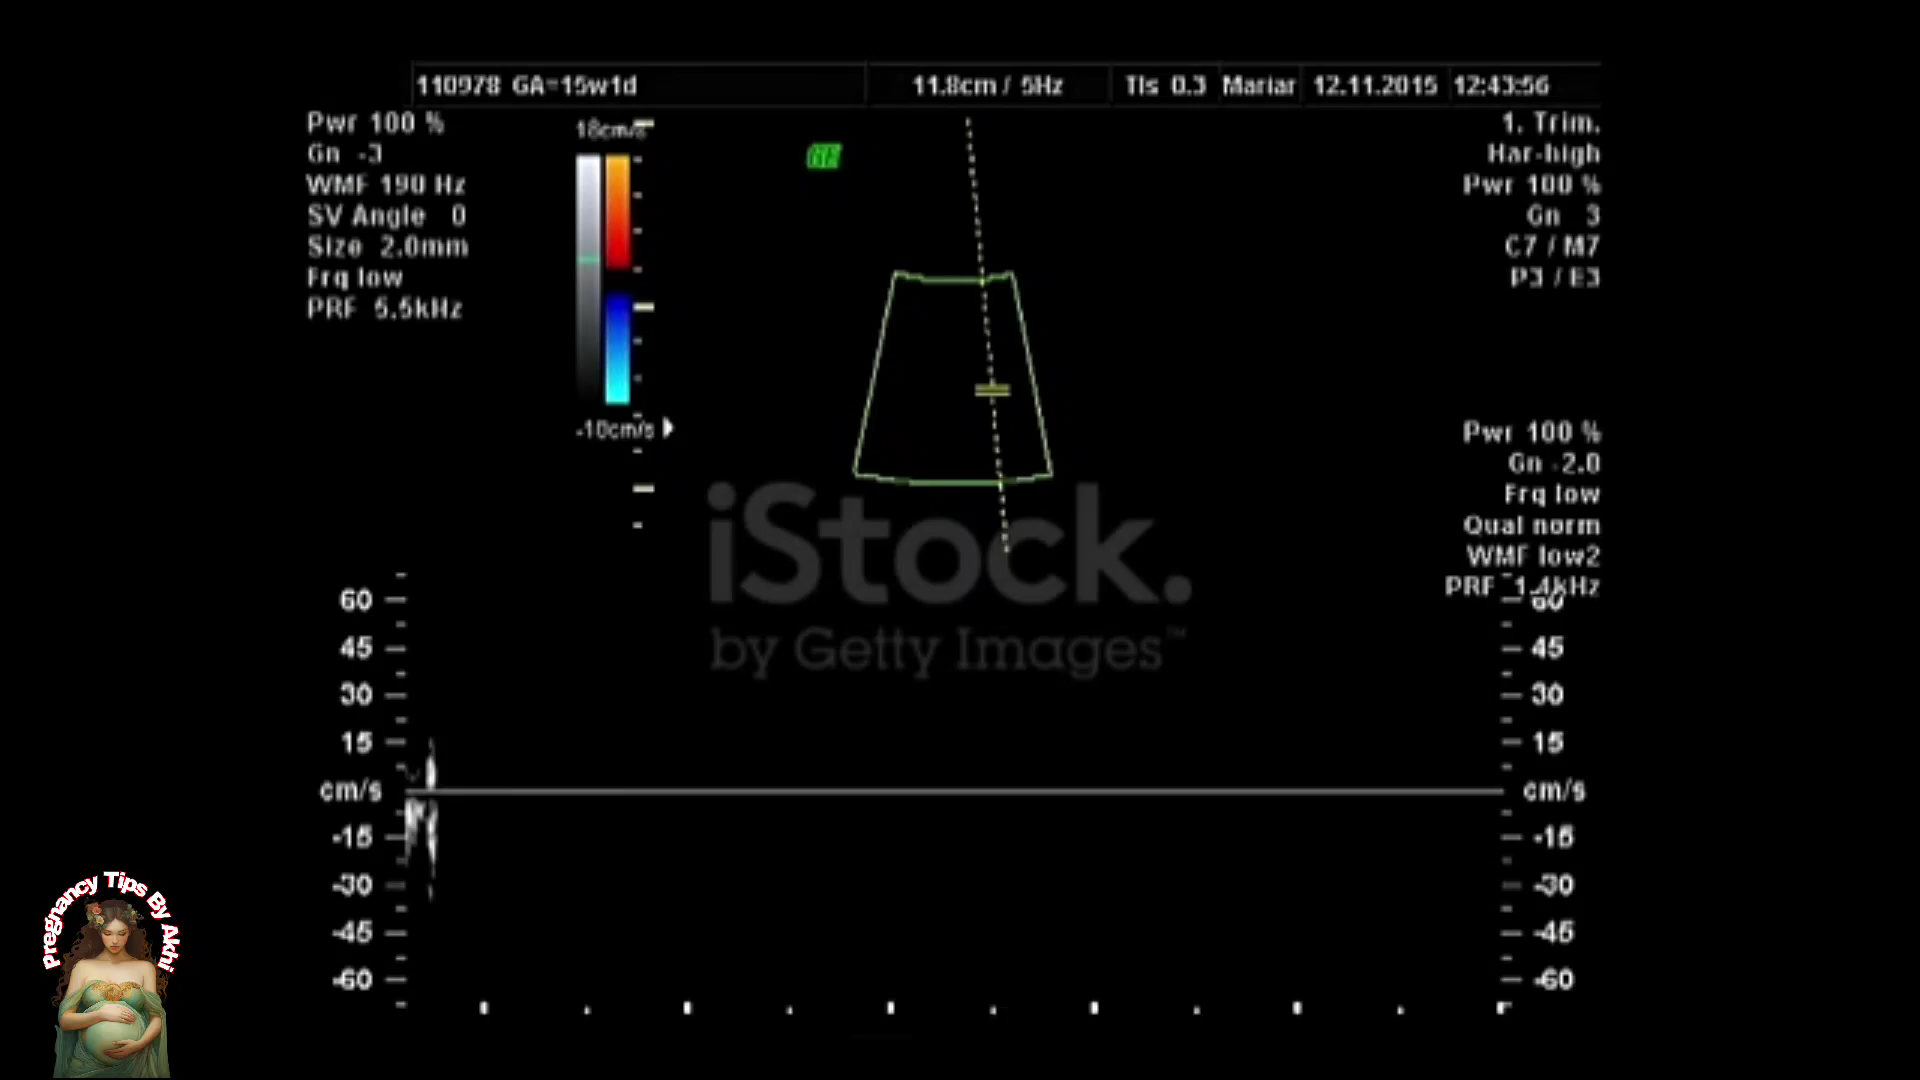 110978 GA=15w1d 11.8cm / 5Hz TIs 0.3 Mariar 12.11.2015 12:43:56
Pwr 100 %
Gn -3
WMF 190 Hz
SV Angle 0
Size 2.0mm
Frq low
PRF 5.5kHz
18cm/s
-10cm/s
GE
1. Trim.
Har-high
Pwr 100 %
Gn 3
C7 / M7
P3 / E3
Pwr 100 %
Gn -2.0
Frq low
Qual norm
WMF low2
PRF 1.4kHz
iStock.
by Getty Images™
60
45
30
15
cm/s
-15
-30
-45
-60
60
45
30
15
cm/s
-15
-30
-45
-60
Pregnancy Tips By Akhi